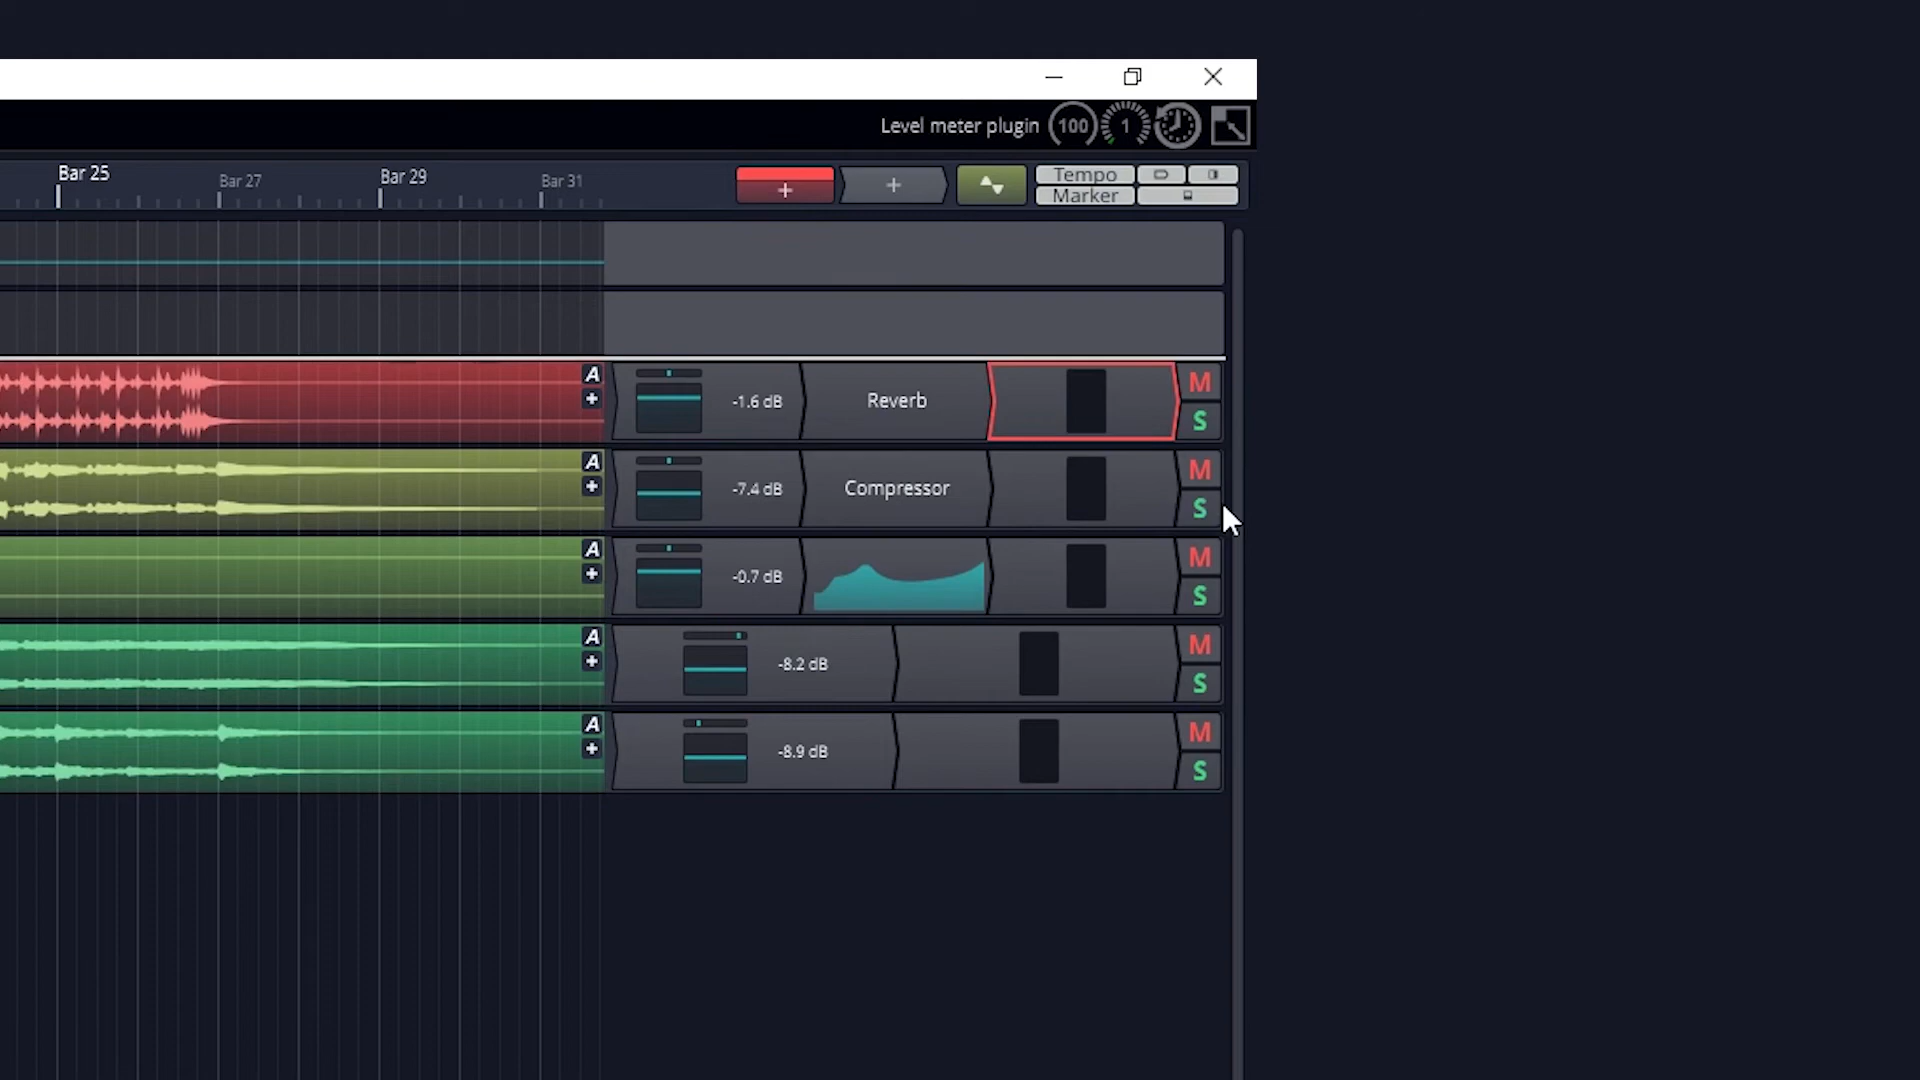 Level meter plugin 100 1
Bar 25 Bar 27 Bar 29 Bar 31 + + Tempo
Marker
A -1.6 dB Reverb M
+ S
A -7.4 dB Compressor M
+ S
A -0.7 dB M
+ S
A -8.2 dB M
+ S
A -8.9 dB M
+ S